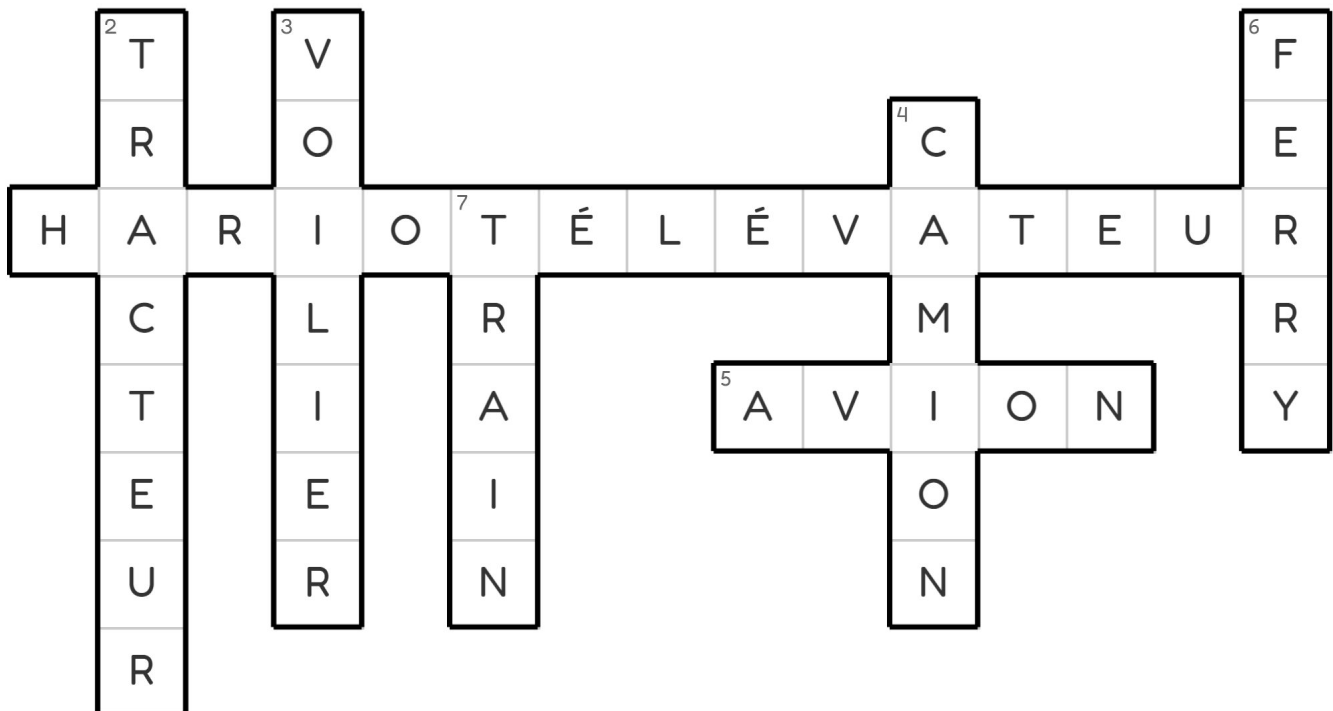 2 T 3 V 6 F
R O 4 C E
H A R I O 7 T É L É V A T E U R
C L R M R
T I A 5 A V I O N Y
E E I O
U R N N
R